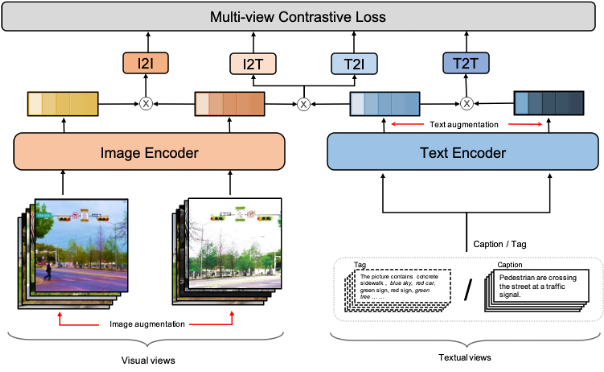 Multi-view Contrastive Loss
I2I
I2T
T2I
T2T
X
X
X
Text augmentation
Image Encoder
Text Encoder
Caption / Tag
Tag
The picture contains concrete
sidewalk , blue sky, red car,
green sign, red sign, green
tree ... ...
/
Caption
Pedestrian are crossing
the street at a traffic
signal.
Image augmentation
Visual views
Textual views